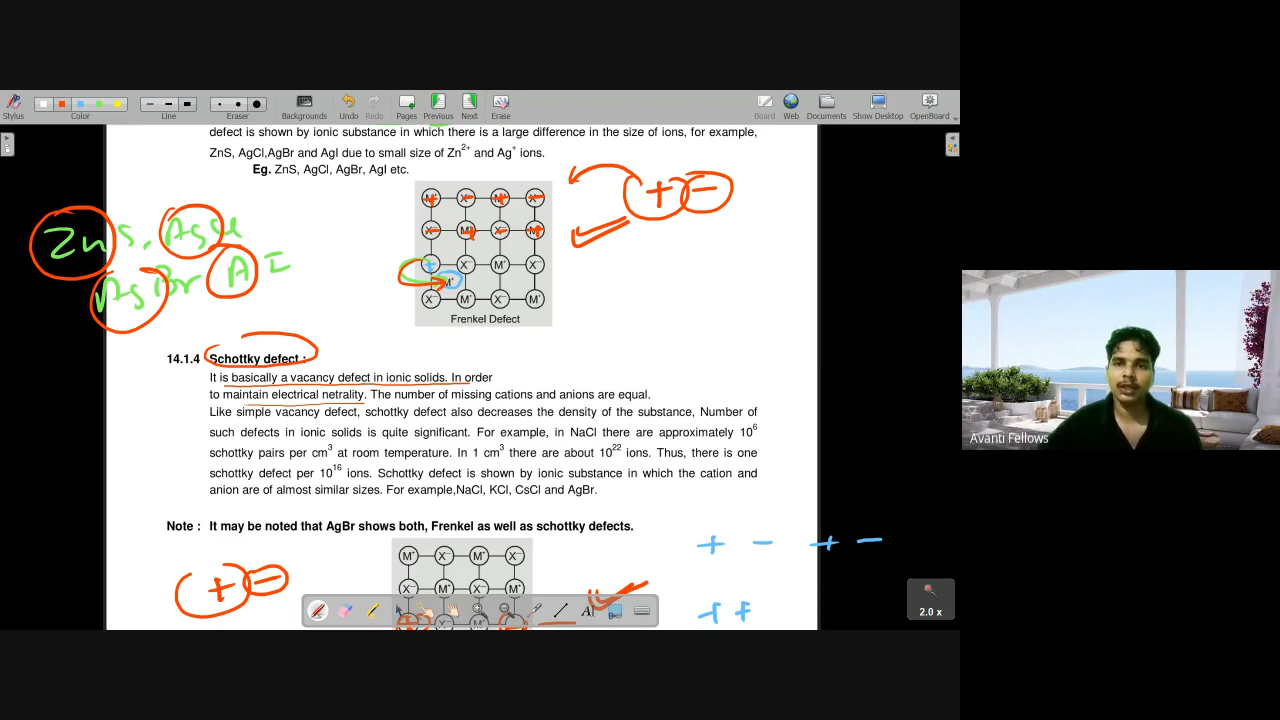 Stylus
Color
Line
Eraser
Backgrounds
Undo
Redo
Pages
Previous
Next
Erase
Board
Web
Documents
Show Desktop
OpenBoard
defect is shown by ionic substance in which there is a large difference in the size of ions, for example,
ZnS, AgCl,AgBr and AgI due to small size of Zn2+ and Ag+ ions.
Eg. ZnS, AgCl, AgBr, AgI etc.
+ −
ZnS, AgCl
AgBr A I
M+ X− M+ X−
X− M+ X− M+
+ X− M+ X−
M+
X− M+ X− M+
Frenkel Defect
14.1.4 Schottky defect :
It is basically a vacancy defect in ionic solids. In order
to maintain electrical netrality. The number of missing cations and anions are equal.
Like simple vacancy defect, schottky defect also decreases the density of the substance, Number of
such defects in ionic solids is quite significant. For example, in NaCl there are approximately 106
schottky pairs per cm3 at room temperature. In 1 cm3 there are about 1022 ions. Thus, there is one
schottky defect per 1016 ions. Schottky defect is shown by ionic substance in which the cation and
anion are of almost similar sizes. For example,NaCl, KCl, CsCl and AgBr.
Note : It may be noted that AgBr shows both, Frenkel as well as schottky defects.
+ − + −
M+ X− M+ X−
X− M+ X− M+
+ −
+ +
2.0 x
Avanti Fellows